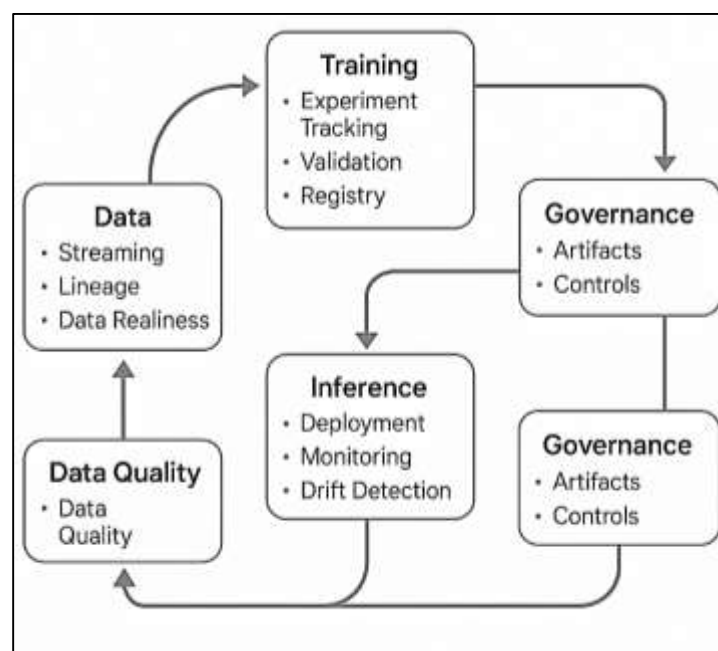 Training
• Experiment
Tracking
• Validation
• Registry
Data
• Streaming
• Lineage
• Data Realiness
Governance
• Artifacts
• Controls
Inference
• Deployment
• Monitoring
• Drift Detection
Governance
• Artifacts
• Controls
Data Quality
• Data
Quality